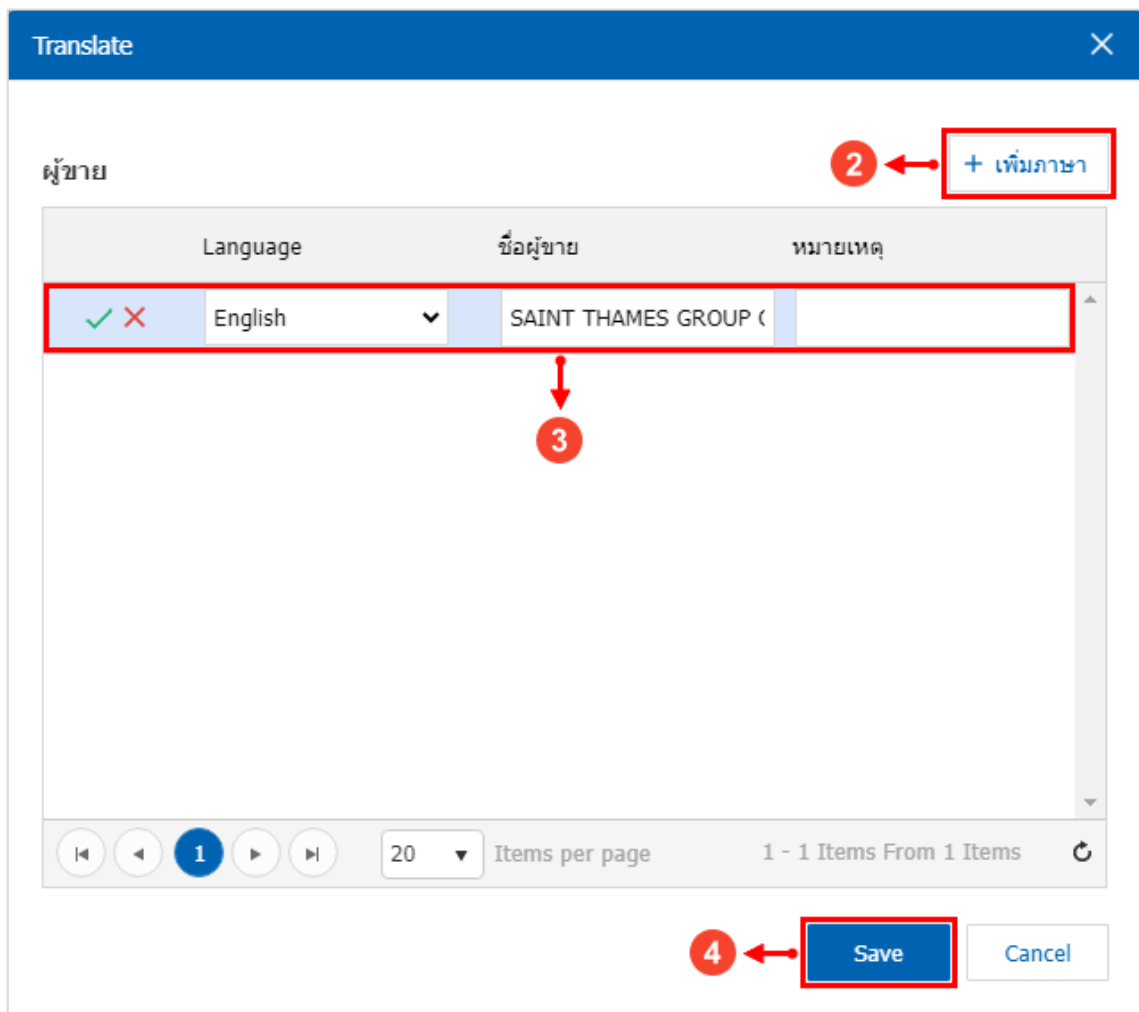 Translate
ผู้ขาย
2
+ เพิ่มภาษา
Language ชื่อผู้ขาย หมายเหตุ
English SAINT THAMES GROUP
3
1 20 Items per page 1 - 1 Items From 1 Items
4
Save Cancel